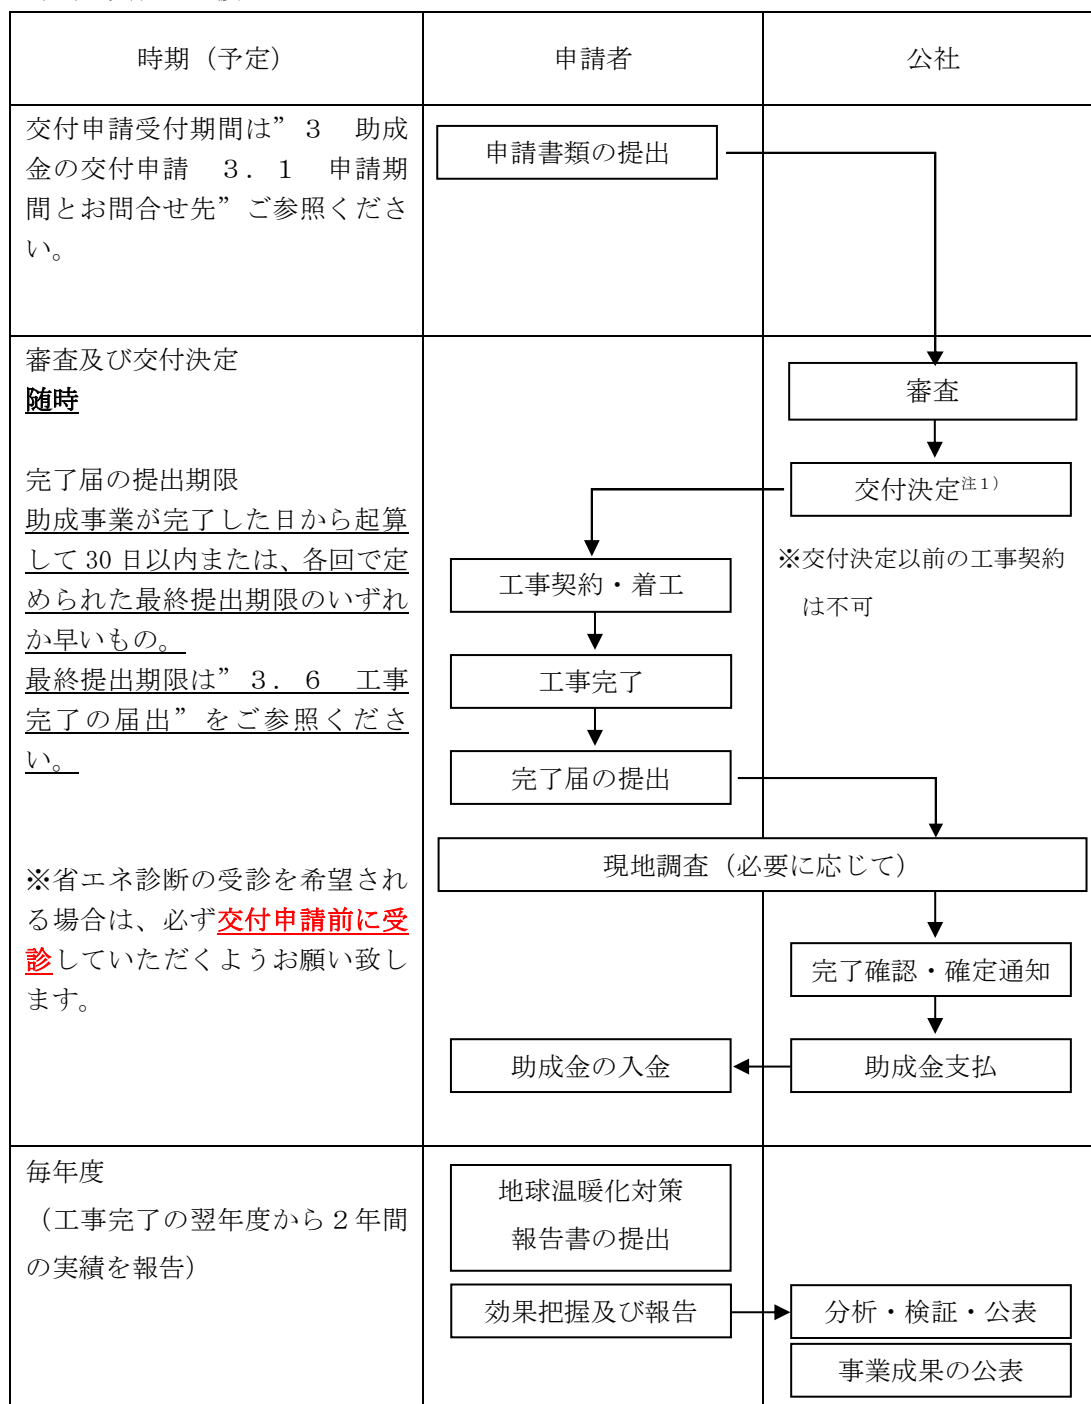 時期（予定）
申請者
公社
交付申請受付期間は”３　助成
金の交付申請　３．１　申請期
間とお問合せ先”ご参照くださ
い。
申請書類の提出
審査及び交付決定
随時
完了届の提出期限
助成事業が完了した日から起算
して 30 日以内または、各回で定
められた最終提出期限のいずれ
か早いもの。
最終提出期限は”３．６　工事
完了の届出”をご参照くださ
い。
※省エネ診断の受診を希望され
る場合は、必ず交付申請前に受
診していただくようお願い致し
ます。
審査
交付決定注１）
※交付決定以前の工事契約
は不可
工事契約・着工
工事完了
完了届の提出
現地調査（必要に応じて）
完了確認・確定通知
助成金の入金
助成金支払
毎年度
（工事完了の翌年度から２年間
の実績を報告）
地球温暖化対策
報告書の提出
効果把握及び報告
分析・検証・公表
事業成果の公表